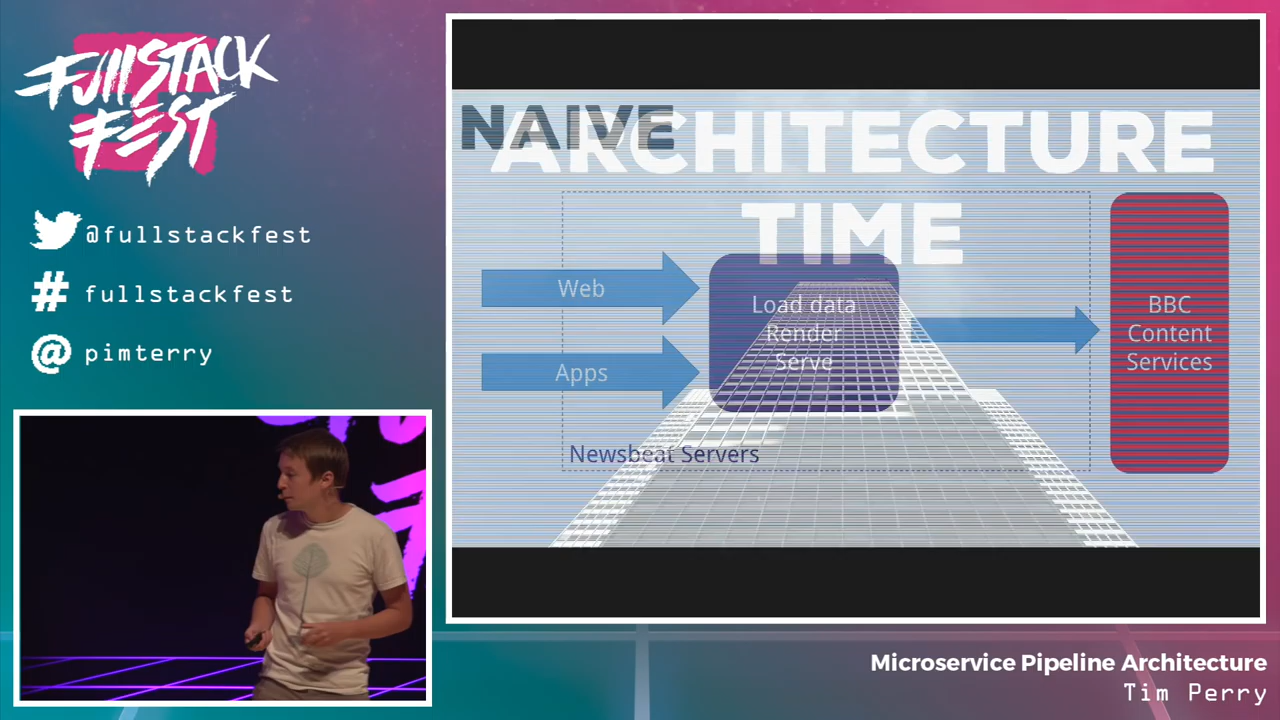 FullSTACK
FEST
@fullstackfest
# fullstackfest
@ pimterry
NAIVE
ARCHITECTURE
TIME
Web
Apps
Load data
Render
Serve
BBC
Content
Services
Newsbeat Servers
Microservice Pipeline Architecture
Tim Perry